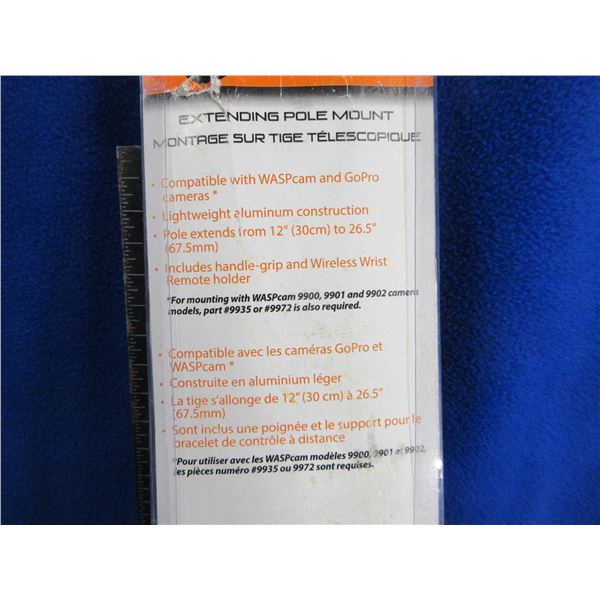 EXTENDING POLE MOUNT
MONTAGE SUR TIGE TÉLESCOPIQUE
• Compatible with WASPcam and GoPro
cameras *
• Lightweight aluminum construction
• Pole extends from 12" (30cm) to 26.5"
(67.5mm)
• Includes handle-grip and Wireless Wrist
Remote holder
*For mounting with WASPcam 9900, 9901 and 9902 camera
models, part #9935 or #9972 is also required.
• Compatible avec les caméras GoPro et
WASPcam *
• Construite en aluminium léger
• La tige s'allonge de 12" (30 cm) à 26.5"
(67.5mm)
• Sont inclus une poignée et le support pour le
bracelet de contrôle à distance
*Pour utiliser avec les WASPcam modèles 9900, 9901 et 9902,
les pièces numéro #9935 ou 9972 sont requises.